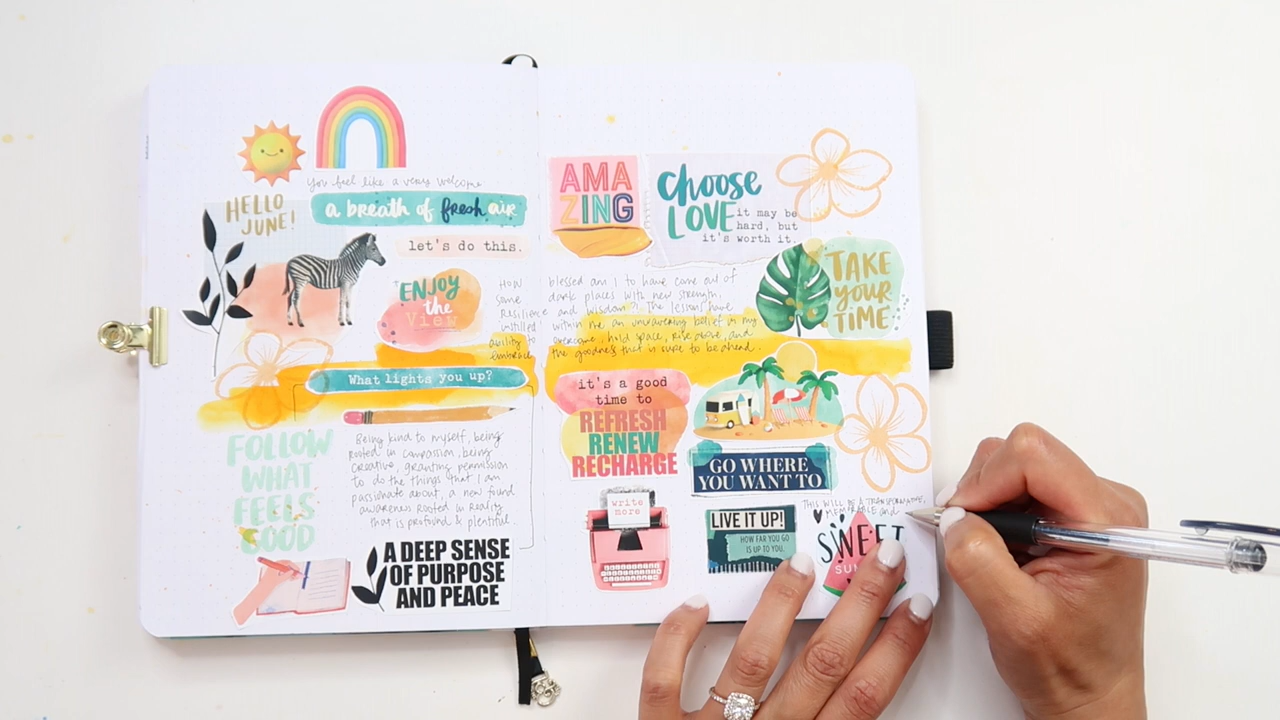 HELLO
JUNE!
You feel like a very welcome
a breath of fresh air
let's do this.
ENJOY
the
View
What lights you up?
FOLLOW
WHAT
FEELS
GOOD
Being kind to myself, being
rooted in compassion, being
creative, granting permission
to do the things that I am
passionate about, a new found
awareness rooted in reality
that is profound & plentiful.
A DEEP SENSE
OF PURPOSE
AND PEACE
AMA
ZING
choose
LOVE
it may be
hard, but
it's worth it.
TAKE
your
TIME
How blessed am I to have come out of
some dark places with new strength,
resilience and wisdom?! The lessons have
instilled within me an unwavering belief in my
ability to overcome, hold space, rise above, and
embrace the goodness that is sure to be ahead.
it's a good
time to
REFRESH
RENEW
RECHARGE
GO WHERE
YOU WANT TO
write
more
LIVE IT UP!
HOW FAR YOU GO
IS UP TO YOU.
THIS WILL BE A TRANSFORMATIVE,
MEMORABLE and
SWEET